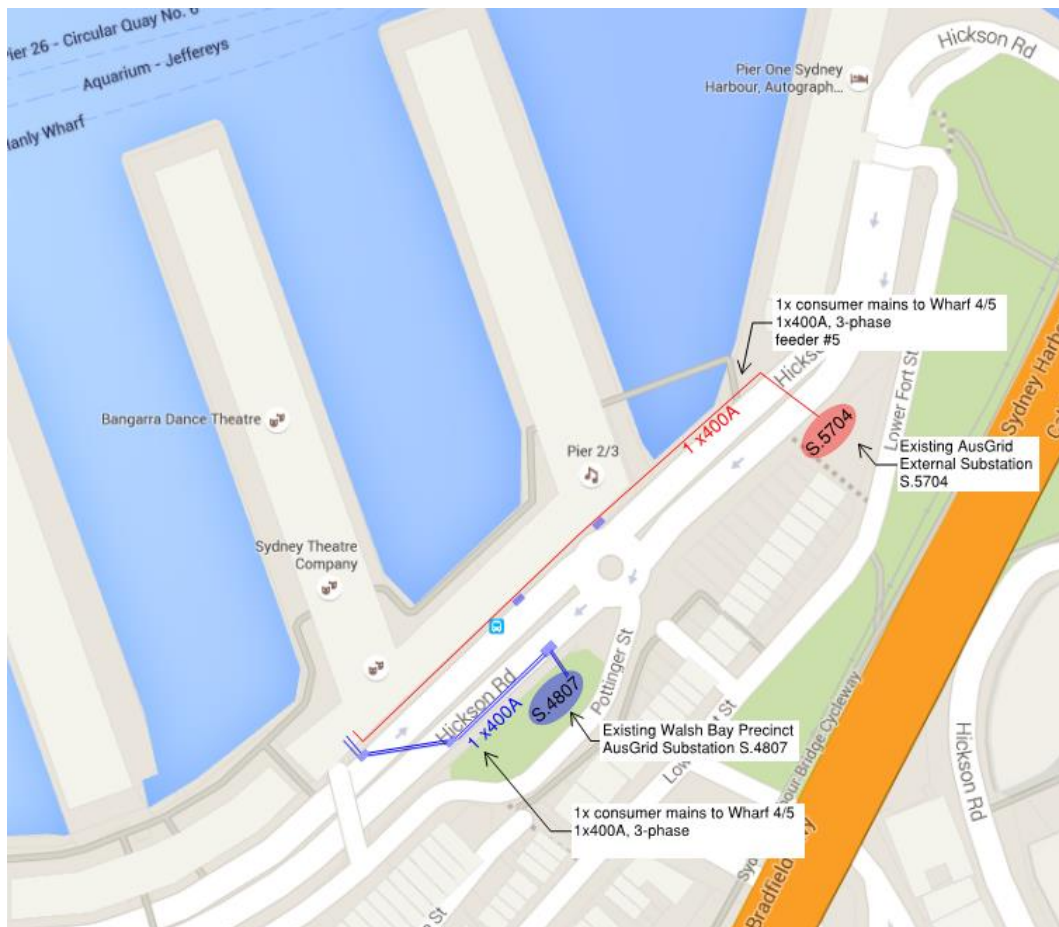 Pier 26 - Circular Quay No. 6
Aquarium - Jeffereys
Manly Wharf
Hickson Rd
Pier One Sydney
Harbour, Autograph...
1x consumer mains to Wharf 4/5
1x400A, 3-phase
feeder #5
Lower Fort St
Sydney Harbo
1 x400A
S.5704
Existing AusGrid
External Substation
S.5704
Bangarra Dance Theatre
Pier 2/3
Sydney Theatre
Company
Hickson Rd
1 x400A
S.4807
Pottinger St
Existing Walsh Bay Precinct
AusGrid Substation S.4807
our Bridge Cycleway
Hickson Rd
1x consumer mains to Wharf 4/5
1x400A, 3-phase
Bradfield